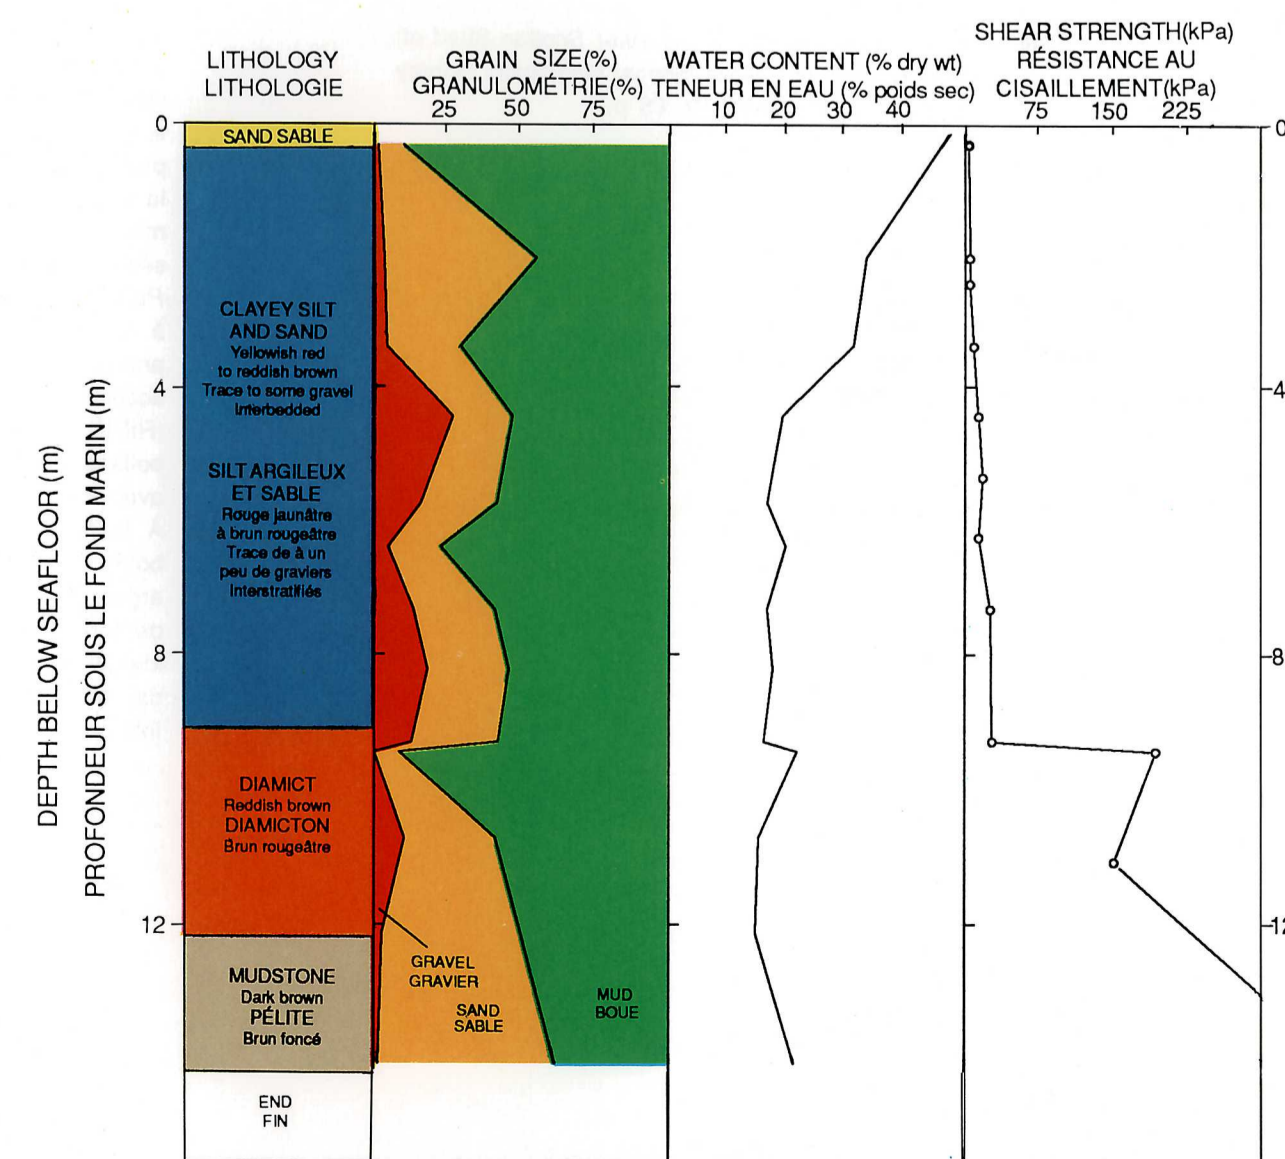 LITHOLOGY
LITHOLOGIE
GRAIN SIZE(%)
GRANULOMÉTRIE(%)
25 50 75
WATER CONTENT (% dry wt)
TENEUR EN EAU (% poids sec)
10 20 30 40
SHEAR STRENGTH(kPa)
RÉSISTANCE AU
CISAILLEMENT(kPa)
75 150 225
DEPTH BELOW SEAFLOOR (m)
PROFONDEUR SOUS LE FOND MARIN (m)
0
4
8
12
SAND SABLE
CLAYEY SILT
AND SAND
Yellowish red
to reddish brown
Trace to some gravel
Interbedded
SILT ARGILEUX
ET SABLE
Rouge jaunâtre
à brun rougeâtre
Trace de à un
peu de graviers
Interstratifiés
DIAMICT
Reddish brown
DIAMICTON
Brun rougeâtre
MUDSTONE
Dark brown
PÉLITE
Brun foncé
END
FIN
GRAVEL
GRAVIER
SAND
SABLE
MUD
BOUE
0
4
8
12